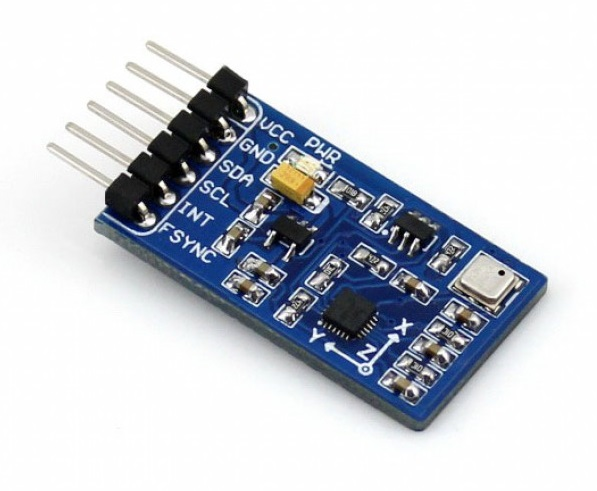 VCC PWR
GND
SDA
SCL
INT
FSYNC
X
Y
Z